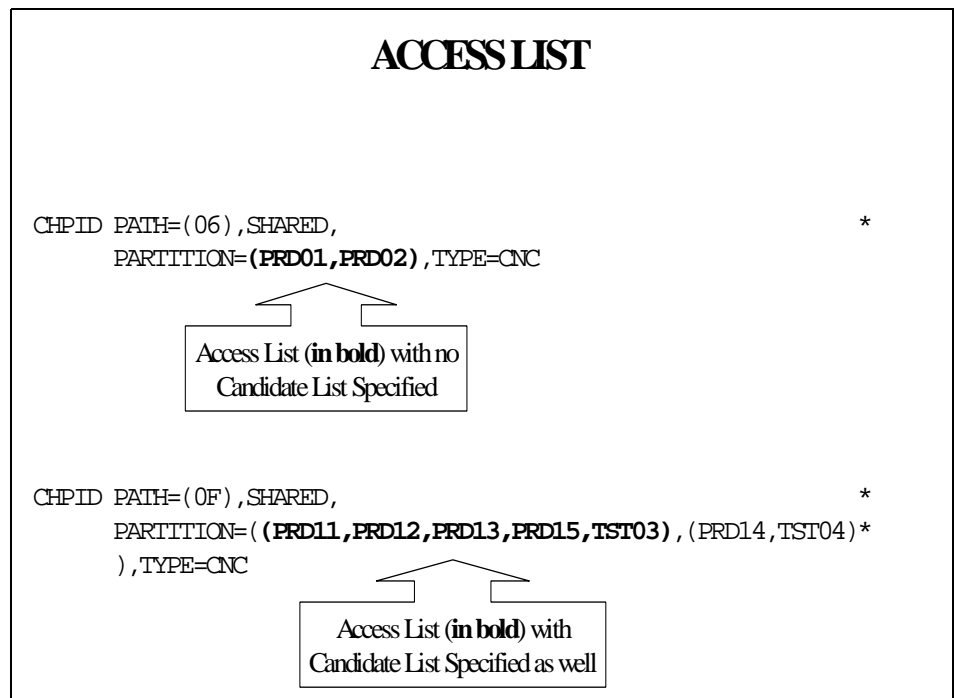 ACCESS LIST
CHPID PATH=(06),SHARED, *
PARTITION=(PRD01,PRD02),TYPE=CNC
Access List (in bold) with no
Candidate List Specified
CHPID PATH=(0F),SHARED, *
PARTITION=((PRD11,PRD12,PRD13,PRD15,TST03),(PRD14,TST04)*
),TYPE=CNC
Access List (in bold) with
Candidate List Specified as well